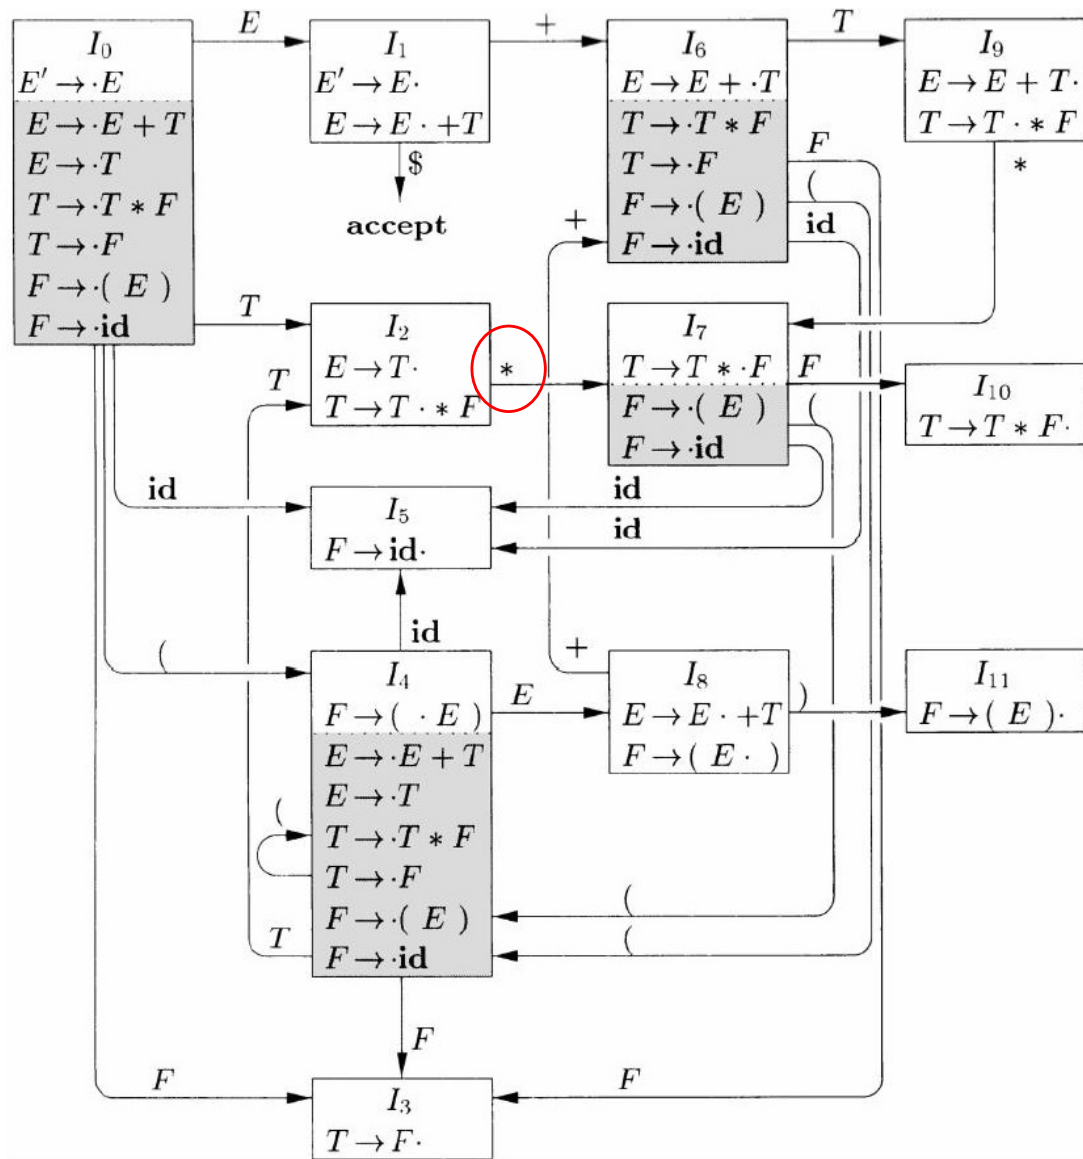 I₀
E' → ·E
E → ·E + T
E → ·T
T → ·T * F
T → ·F
F → ·( E )
F → ·id
E
I₁
E' → E·
E → E · +T
$
accept
+
I₆
E → E + ·T
T → ·T * F
T → ·F
F → ·( E )
F → ·id
F
(
id
+
T
I₉
E → E + T·
T → T · * F
*
T
I₂
E → T·
T → T · * F
T
*
I₇
T → T * ·F
F → ·( E )
F → ·id
F
(
I₁₀
T → T * F·
id
I₅
F → id·
id
id
id
(
I₄
F → ( · E )
E → ·E + T
E → ·T
T → ·T * F
T → ·F
F → ·( E )
F → ·id
(
T
E
+
I₈
E → E · +T
F → ( E · )
)
I₁₁
F → ( E )·
(
(
F
F
I₃
T → F·
F